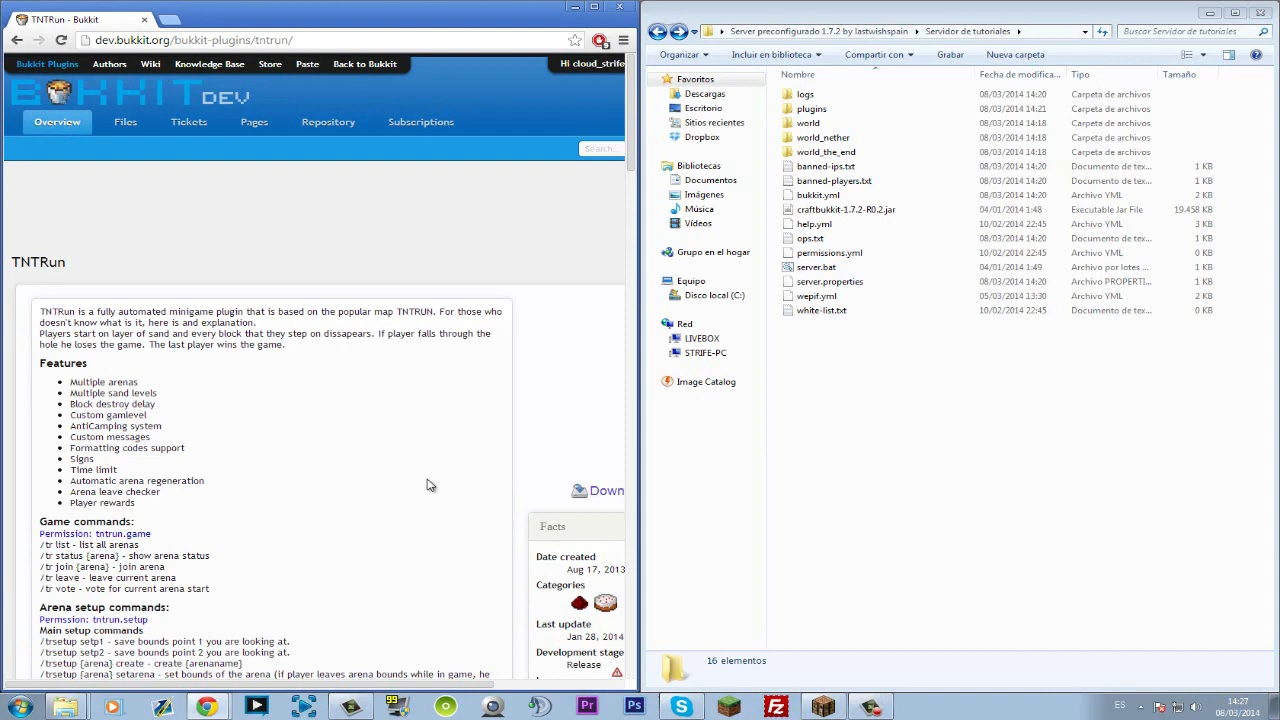 TNTRun - Bukkit
dev.bukkit.org/bukkit-plugins/tntrun/
Bukkit Plugins Authors Wiki Knowledge Base Store Paste Back to Bukkit Hi cloud_strife
BUKKIT DEV
Overview Files Tickets Pages Repository Subscriptions
Search...
TNTRun
TNTRun is a fully automated minigame plugin that is based on the popular map TNTRUN. For those who
doesn't know what is it, here is and explanation.
Players start on layer of sand and every block that they step on dissapears. If player falls through the
hole he loses the game. The last player wins the game.
Features
Multiple arenas
Multiple sand levels
Block destroy delay
Custom gamlevel
AntiCamping system
Custom messages
Formatting codes support
Signs
Time limit
Automatic arena regeneration
Arena leave checker
Player rewards
Game commands:
Permission: tntrun.game
/tr list - list all arenas
/tr status {arena} - show arena status
/tr join {arena} - join arena
/tr leave - leave current arena
/tr vote - vote for current arena start
Arena setup commands:
Permssion: tntrun.setup
Main setup commands
/trsetup setp1 - save bounds point 1 you are looking at.
/trsetup setp2 - save bounds point 2 you are looking at.
/trsetup {arena} create - create {arenaname}
/trsetup {arena} setarena - set bounds of the arena (if player leaves arena bounds while in game, he
Down
Facts
Date created
Aug 17, 2013
Categories
Last update
Jan 28, 2014
Development stage
Release
Server preconfigurado 1.7.2 by lastwishspain Servidor de tutoriales
Buscar Servidor de tutoriales
Organizar Incluir en biblioteca Compartir con Grabar Nueva carpeta
Favoritos
Descargas
Escritorio
Sitios recientes
Dropbox
Bibliotecas
Documentos
Imágenes
Música
Vídeos
Grupo en el hogar
Equipo
Disco local (C:)
Red
LIVEBOX
STRIFE-PC
Image Catalog
Nombre Fecha de modifica... Tipo Tamaño
logs 08/03/2014 14:20 Carpeta de archivos
plugins 08/03/2014 14:21 Carpeta de archivos
world 08/03/2014 14:18 Carpeta de archivos
world_nether 08/03/2014 14:18 Carpeta de archivos
world_the_end 08/03/2014 14:18 Carpeta de archivos
banned-ips.txt 08/03/2014 14:20 Documento de tex... 1 KB
banned-players.txt 08/03/2014 14:20 Documento de tex... 1 KB
bukkit.yml 08/03/2014 14:20 Archivo YML 2 KB
craftbukkit-1.7.2-R0.2.jar 04/01/2014 1:48 Executable Jar File 19.458 KB
help.yml 10/02/2014 22:45 Archivo YML 3 KB
ops.txt 08/03/2014 14:20 Documento de tex... 1 KB
permissions.yml 10/02/2014 22:45 Archivo YML 0 KB
server.bat 04/01/2014 1:49 Archivo por lotes ... 1 KB
server.properties 08/03/2014 14:20 Archivo PROPERTI... 1 KB
wepif.yml 05/03/2014 13:30 Archivo YML 2 KB
white-list.txt 10/02/2014 22:45 Documento de tex... 0 KB
16 elementos
ES
14:27
08/03/2014